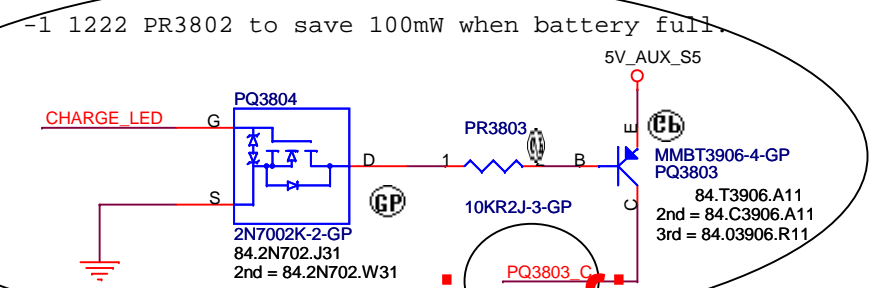 -1 1222 PR3802 to save 100mW when battery full.
5V_AUX_S5
PQ3804
CHARGE_LED
G
PR3803
E
Cb
D
1
B
MMBT3906-4-GP
PQ3803
S
GP
C
84.T3906.A11
10KR2J-3-GP
2nd = 84.C3906.A11
2N7002K-2-GP
3rd = 84.03906.R11
84.2N702.J31
2nd = 84.2N702.W31
PQ3803_C